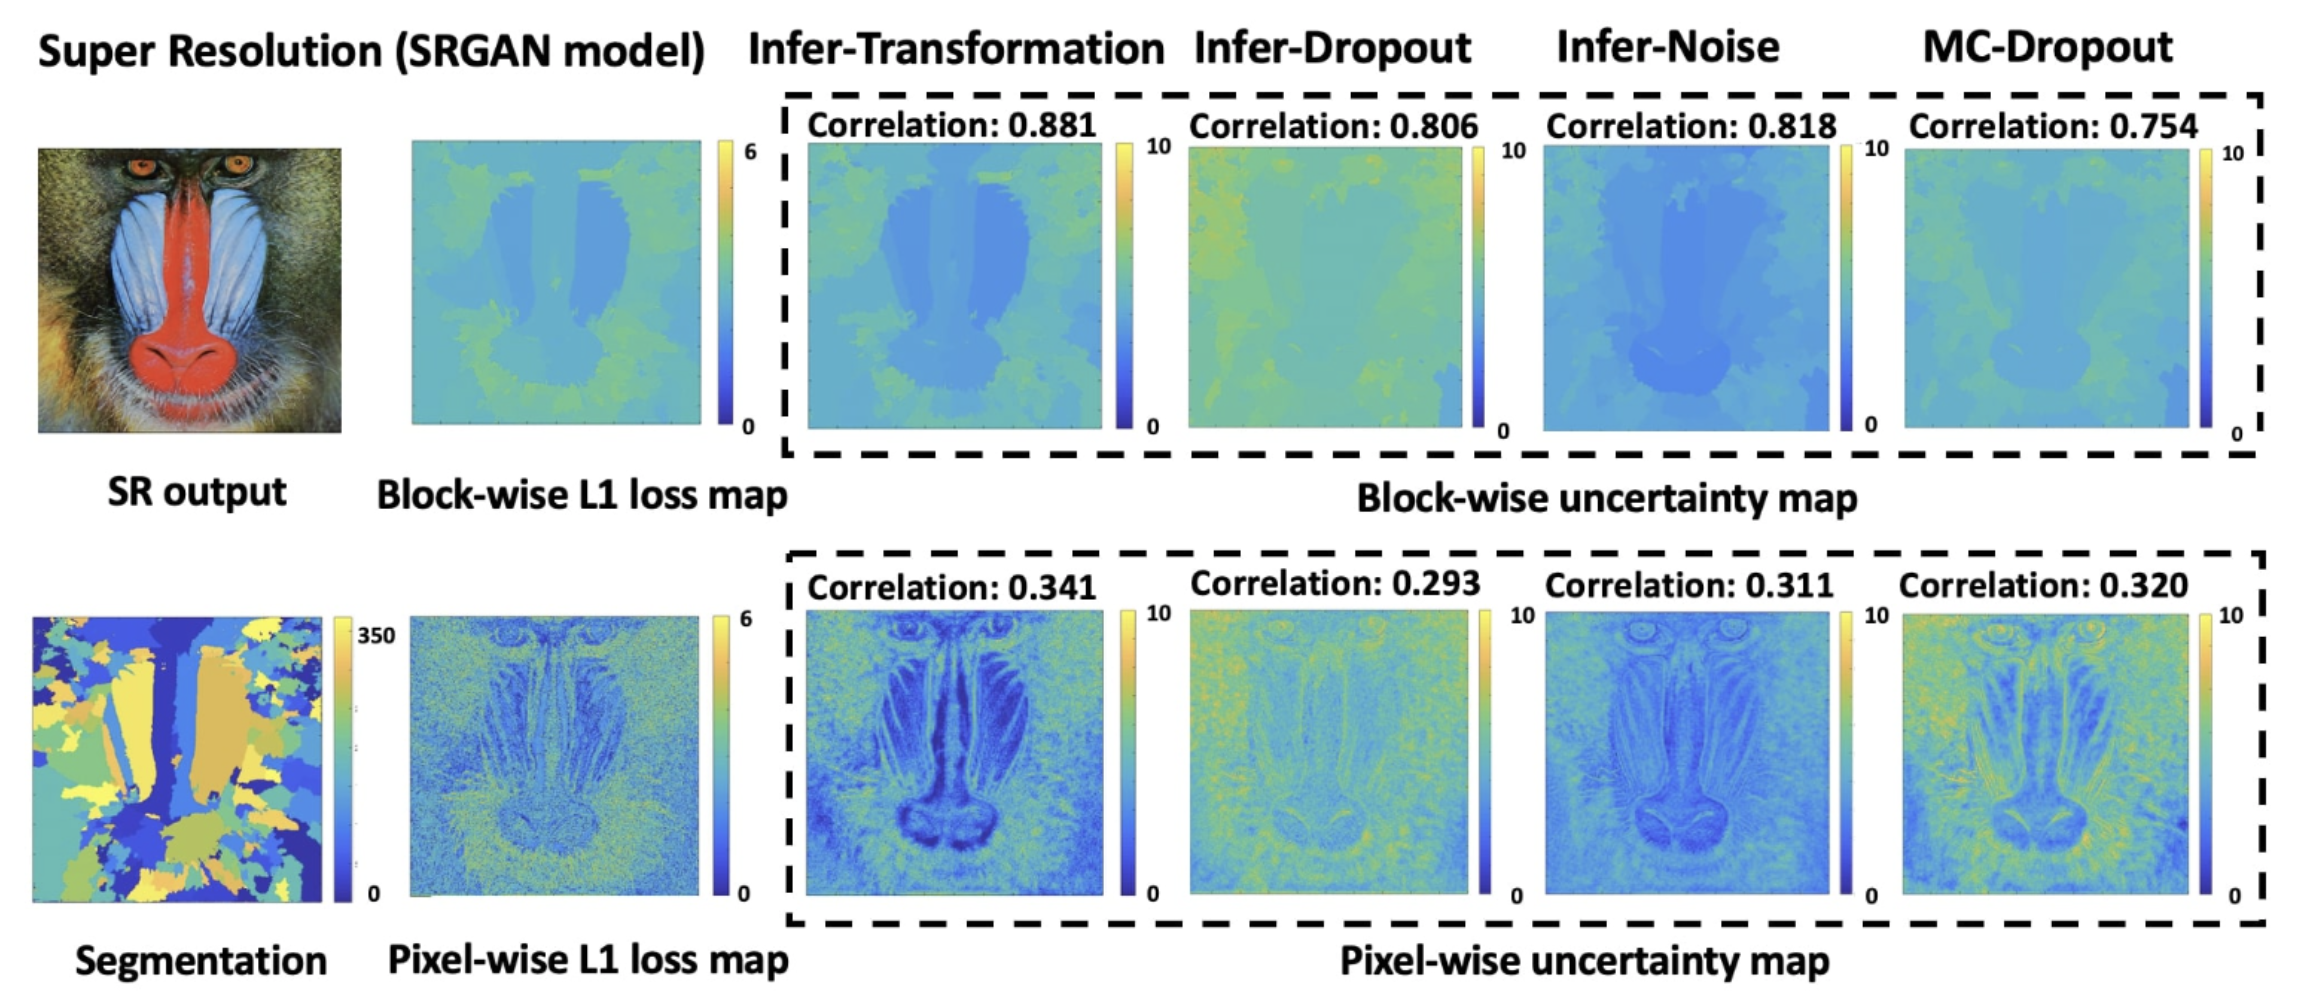 Super Resolution (SRGAN model) Infer-Transformation Infer-Dropout Infer-Noise MC-Dropout
Correlation: 0.881 Correlation: 0.806 Correlation: 0.818 Correlation: 0.754
6 10 10 10 10
0 0 0 0 0
SR output Block-wise L1 loss map Block-wise uncertainty map
Correlation: 0.341 Correlation: 0.293 Correlation: 0.311 Correlation: 0.320
350 6 10 10 10 10
0 0 0 0 0 0
Segmentation Pixel-wise L1 loss map Pixel-wise uncertainty map